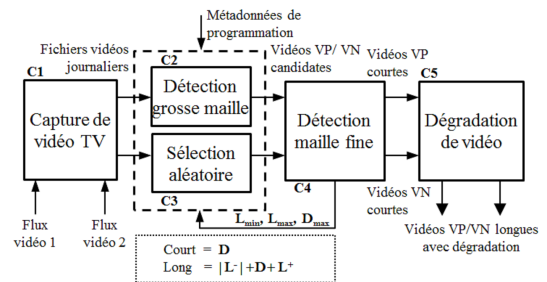 Métadonnées de
programmation
Fichiers vidéos
journaliers
Vidéos VP/ VN
candidates
Vidéos VP
courtes
C1
C2
C5
Capture de
vidéo TV
Détection
grosse maille
Sélection
aléatoire
Détection
maille fine
Dégradation
de vidéo
C3
C4
Vidéos VN
courtes
Flux
vidéo 1
Flux
vidéo 2
Lmin, Lmax, Dmax
Vidéos VP/VN longues
avec dégradation
Court = D
Long = |L-|+D+L+